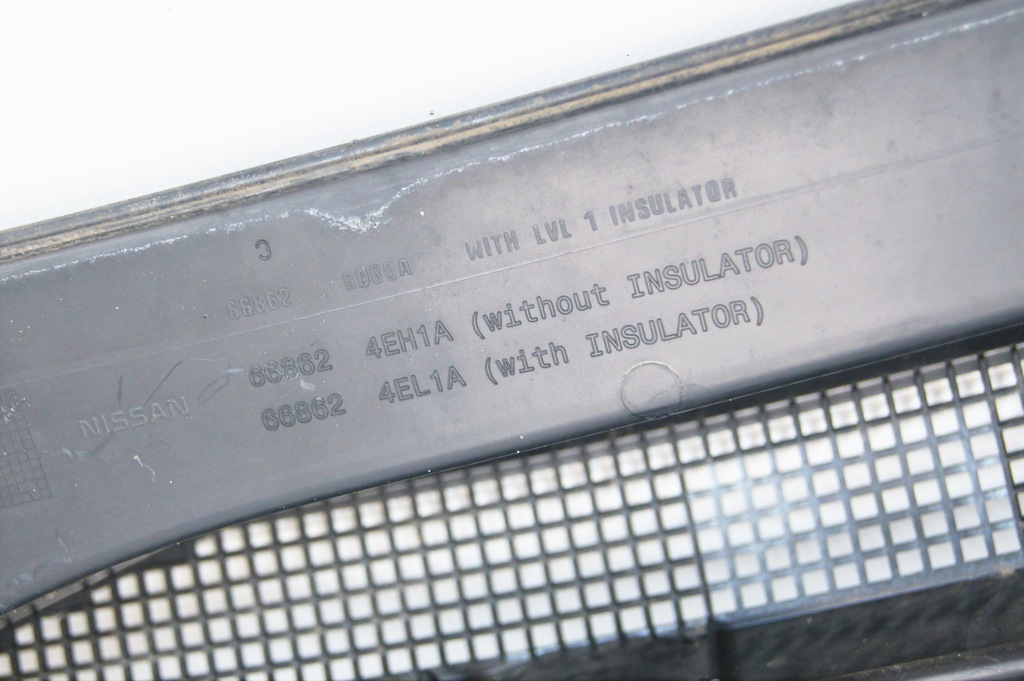 C
66862 WITH LVL 1 INSULATOR
66862 4EH1A (without INSULATOR)
66862 4EL1A (with INSULATOR)
NISSAN